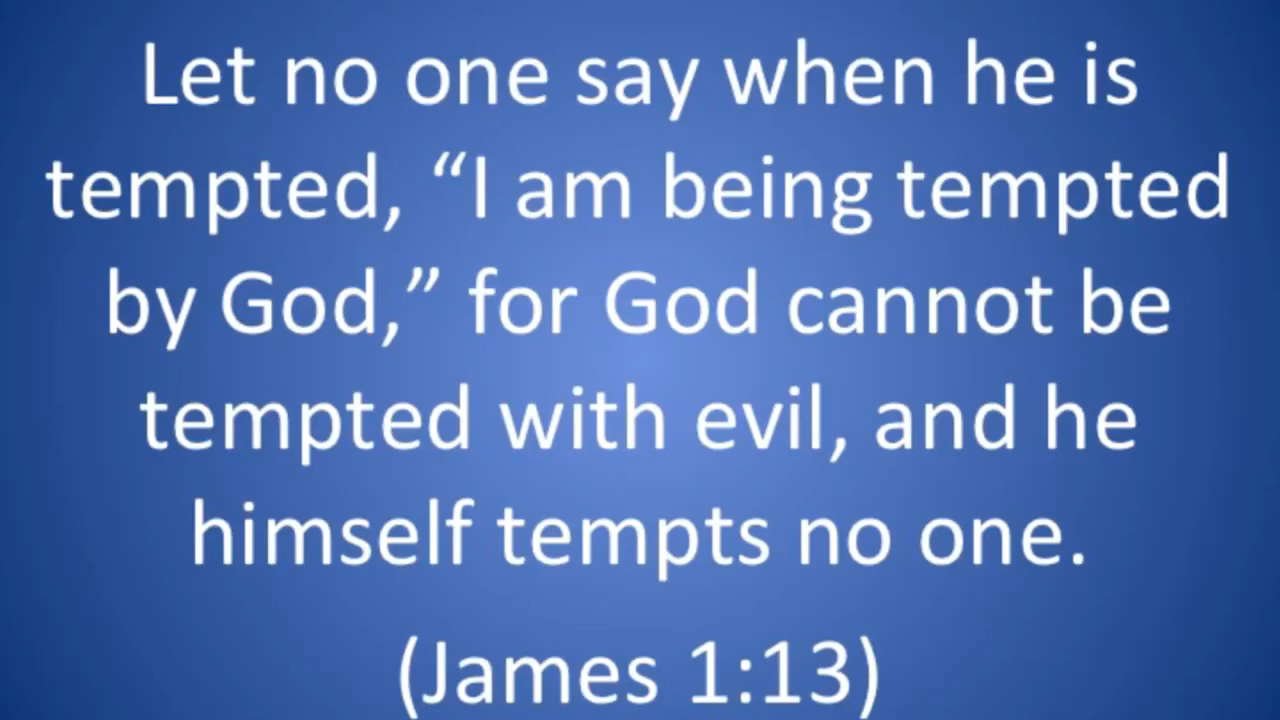 Let no one say when he is
tempted, “I am being tempted
by God,” for God cannot be
tempted with evil, and he
himself tempts no one.
(James 1:13)